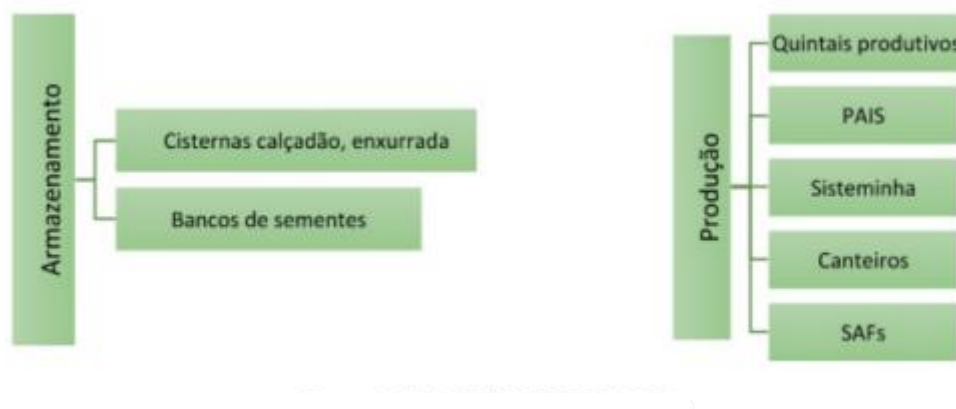 Armazenamento
Cisternas calçadão, enxurrada
Bancos de sementes
Produção
Quintais produtivos
PAIS
Sisteminha
Canteiros
SAFs